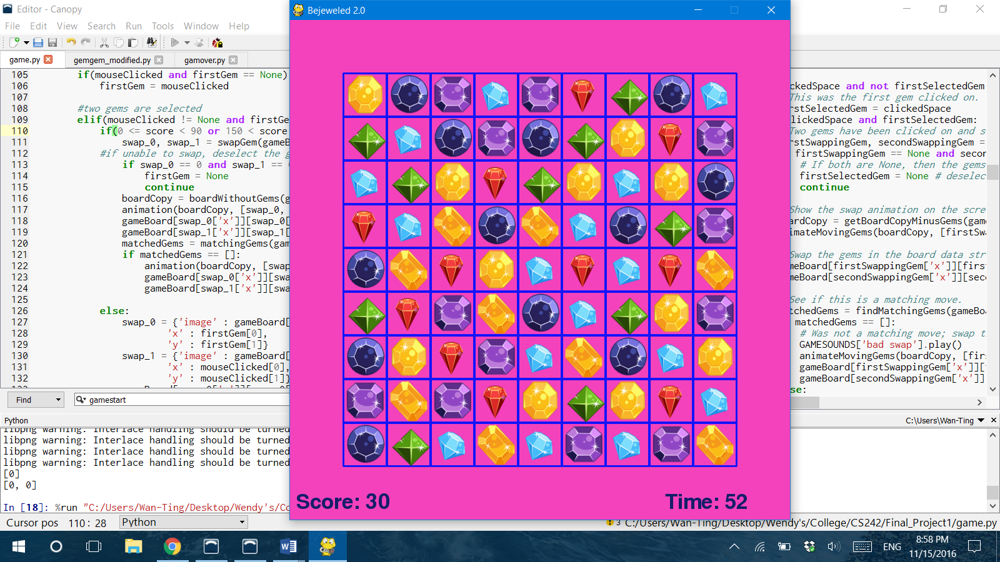 Editor - Canopy
File Edit View Search Run Tools Window Help
game.py gemgem_modified.py gamover.py
105 if(mouseClicked and firstGem == None)
106 firstGem = mouseClicked
107
108 #two gems are selected
109 elif(mouseClicked != None and firstGe
110 if(0 <= score < 90 or 150 < score
111 swap_0, swap_1 = swapGem(gameB
112 #if unable to swap, deselect the g
113 if swap_0 == 0 and swap_1 ==
114 firstGem = None
115 continue
116 boardCopy = boardWithoutGems(g
117 animation(boardCopy, [swap_0,
118 gameBoard[swap_0['x']][swap_0[
119 gameBoard[swap_1['x']][swap_1[
120 matchedGems = matchingGems(gam
121 if matchedGems == []:
122 animation(boardCopy, [swap
123 gameBoard[swap_0['x']][swa
124 gameBoard[swap_1['x']][swa
125
126 else:
127 swap_0 = {'image' : gameBoard[
128 'x' : firstGem[0],
129 'y' : firstGem[1]}
130 swap_1 = {'image' : gameBoard[
131 'x' : mouseClicked[0],
132 'y' : mouseClicked[1]}
Find gamestart
Python
libpng warning: Interlace handling should be turned
libpng warning: Interlace handling should be turned
libpng warning: Interlace handling should be turned
libpng warning: Interlace handling should be turned
[0]
[0, 0]
In [18]: %run "C:/Users/Wan-Ting/Desktop/Wendy's/Co
Cursor pos 110 : 28 Python
Bejeweled 2.0
Score: 30 Time: 52
ckedSpace and not firstSelectedGem
This was the first gem clicked on.
rstSelectedGem = clickedSpace
lickedSpace and firstSelectedGem:
Two gems have been clicked on and s
rstSwappingGem, secondSwappingGem =
firstSwappingGem == None and secon
# If both are None, then the gems
firstSelectedGem = None # deselec
continue
Show the swap animation on the scre
ardCopy = getBoardCopyMinusGems(game
imateMovingGems(boardCopy, [firstSwa
Swap the gems in the board data str
meBoard[firstSwappingGem['x']][first
meBoard[secondSwappingGem['x']][seco
See if this is a matching move.
tchedGems = findMatchingGems(gameBoa
matchedGems == []:
# Was not a matching move; swap t
GAMESOUNDS['bad swap'].play()
animateMovingGems(boardCopy, [fir
gameBoard[firstSwappingGem['x']][
gameBoard[secondSwappingGem['x']]
se:
C:\Users\Wan-Ting
3 C:/Users/Wan-Ting/Desktop/Wendy's/College/CS242/Final_Project1/game.py
ENG
8:58 PM
11/15/2016